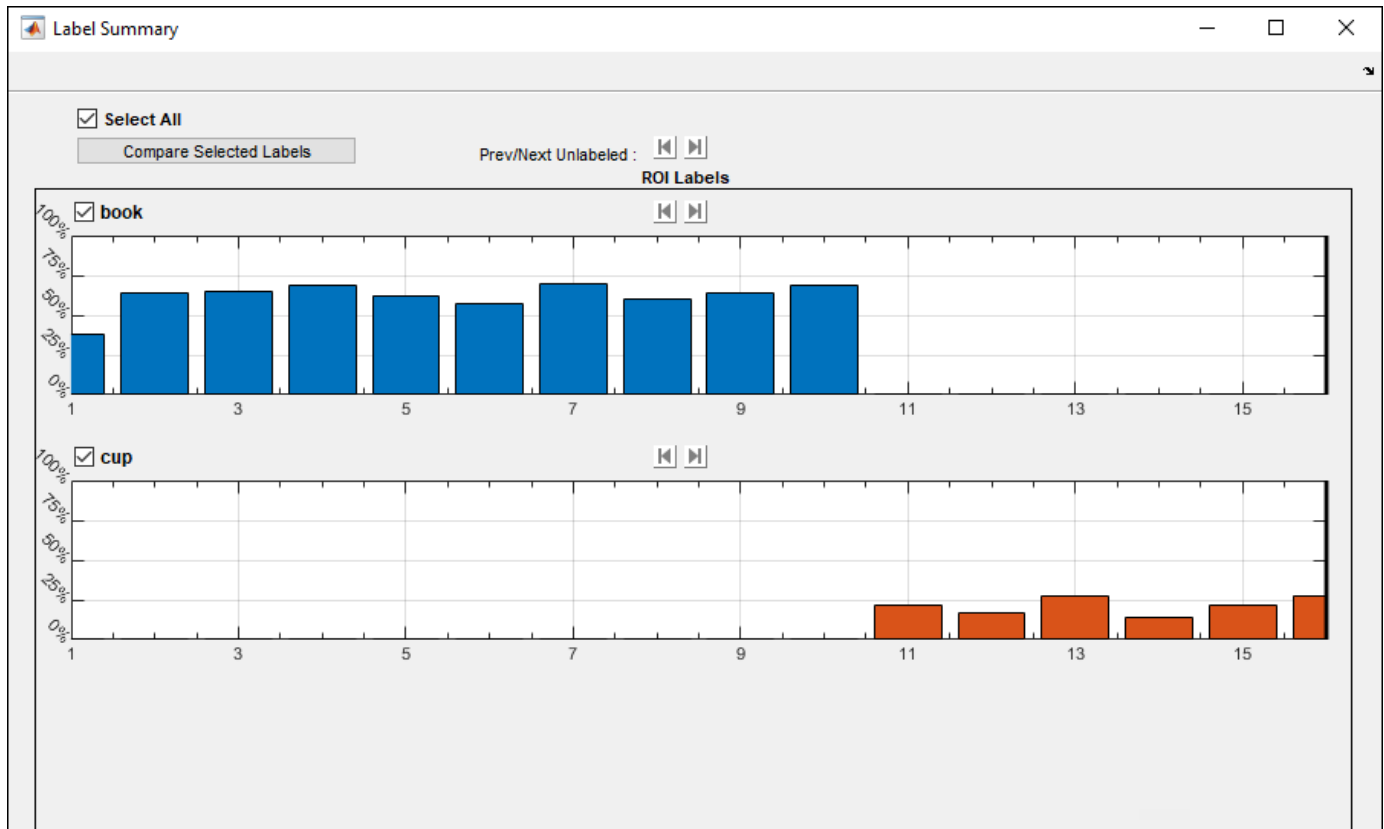 Label Summary
Select All
Compare Selected Labels
Prev/Next Unlabeled :
ROI Labels
book
100%
75%
50%
25%
0%
1 3 5 7 9 11 13 15
cup
100%
75%
50%
25%
0%
1 3 5 7 9 11 13 15